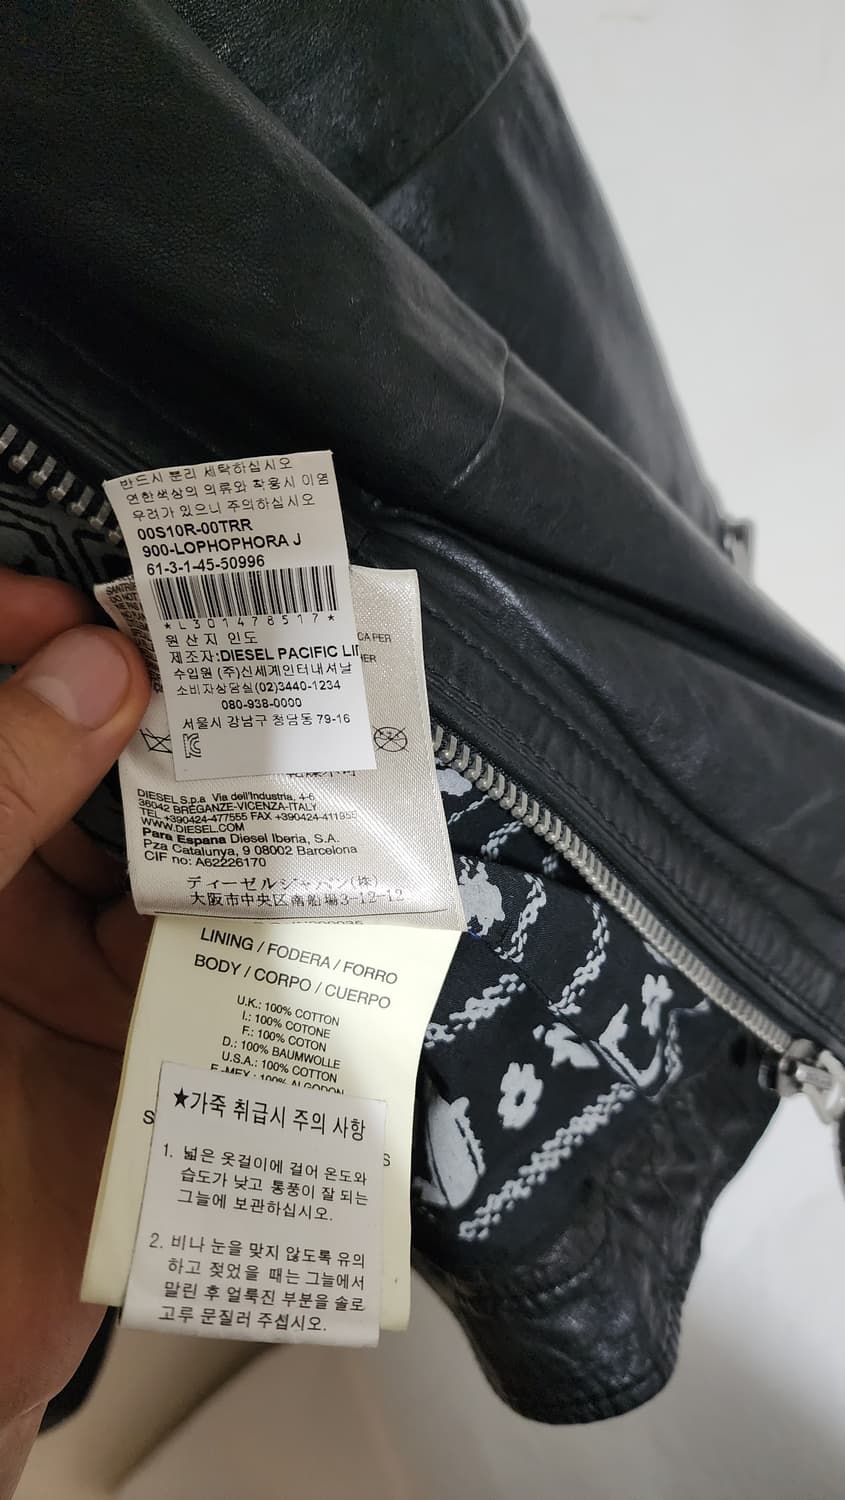 반드시 분리 세탁하십시오
연한색상의 의류와 착용시 이염
우려가 있으니 주의하십시오
00S10R-00TRR
900-LOPHOPHORA J
61-3-1-45-50996
*L301478517*
원산지 인도
제조자:DIESEL PACIFIC LI
수입원 (주)신세계인터내셔날
소비자상담실(02)3440-1234
080-938-0000
서울시 강남구 청담동 79-16
CA PER
DIESEL S.p.a Via dell'Industria, 4-6
36042 BREGANZE-VICENZA-ITALY
TEL +390424-477555 FAX +390424-411955
WWW.DIESEL.COM
Para Espana Diesel Iberia, S.A.
Pza Catalunya, 9 08002 Barcelona
CIF no: A62226170
ディーゼルジャパン(株)
大阪市中央区南船場3-12-12
LINING / FODERA / FORRO
BODY / CORPO / CUERPO
U.K.: 100% COTTON
I.: 100% COTONE
F.: 100% COTON
D.: 100% BAUMWOLLE
U.S.A.: 100% COTTON
E.-MEX.: 100% ALGODON
★가죽 취급시 주의 사항
1. 넓은 옷걸이에 걸어 온도와
습도가 낮고 통풍이 잘 되는
그늘에 보관하십시오.
2. 비나 눈을 맞지 않도록 유의
하고 젖었을 때는 그늘에서
말린 후 얼룩진 부분을 솔로
고루 문질러 주십시오.